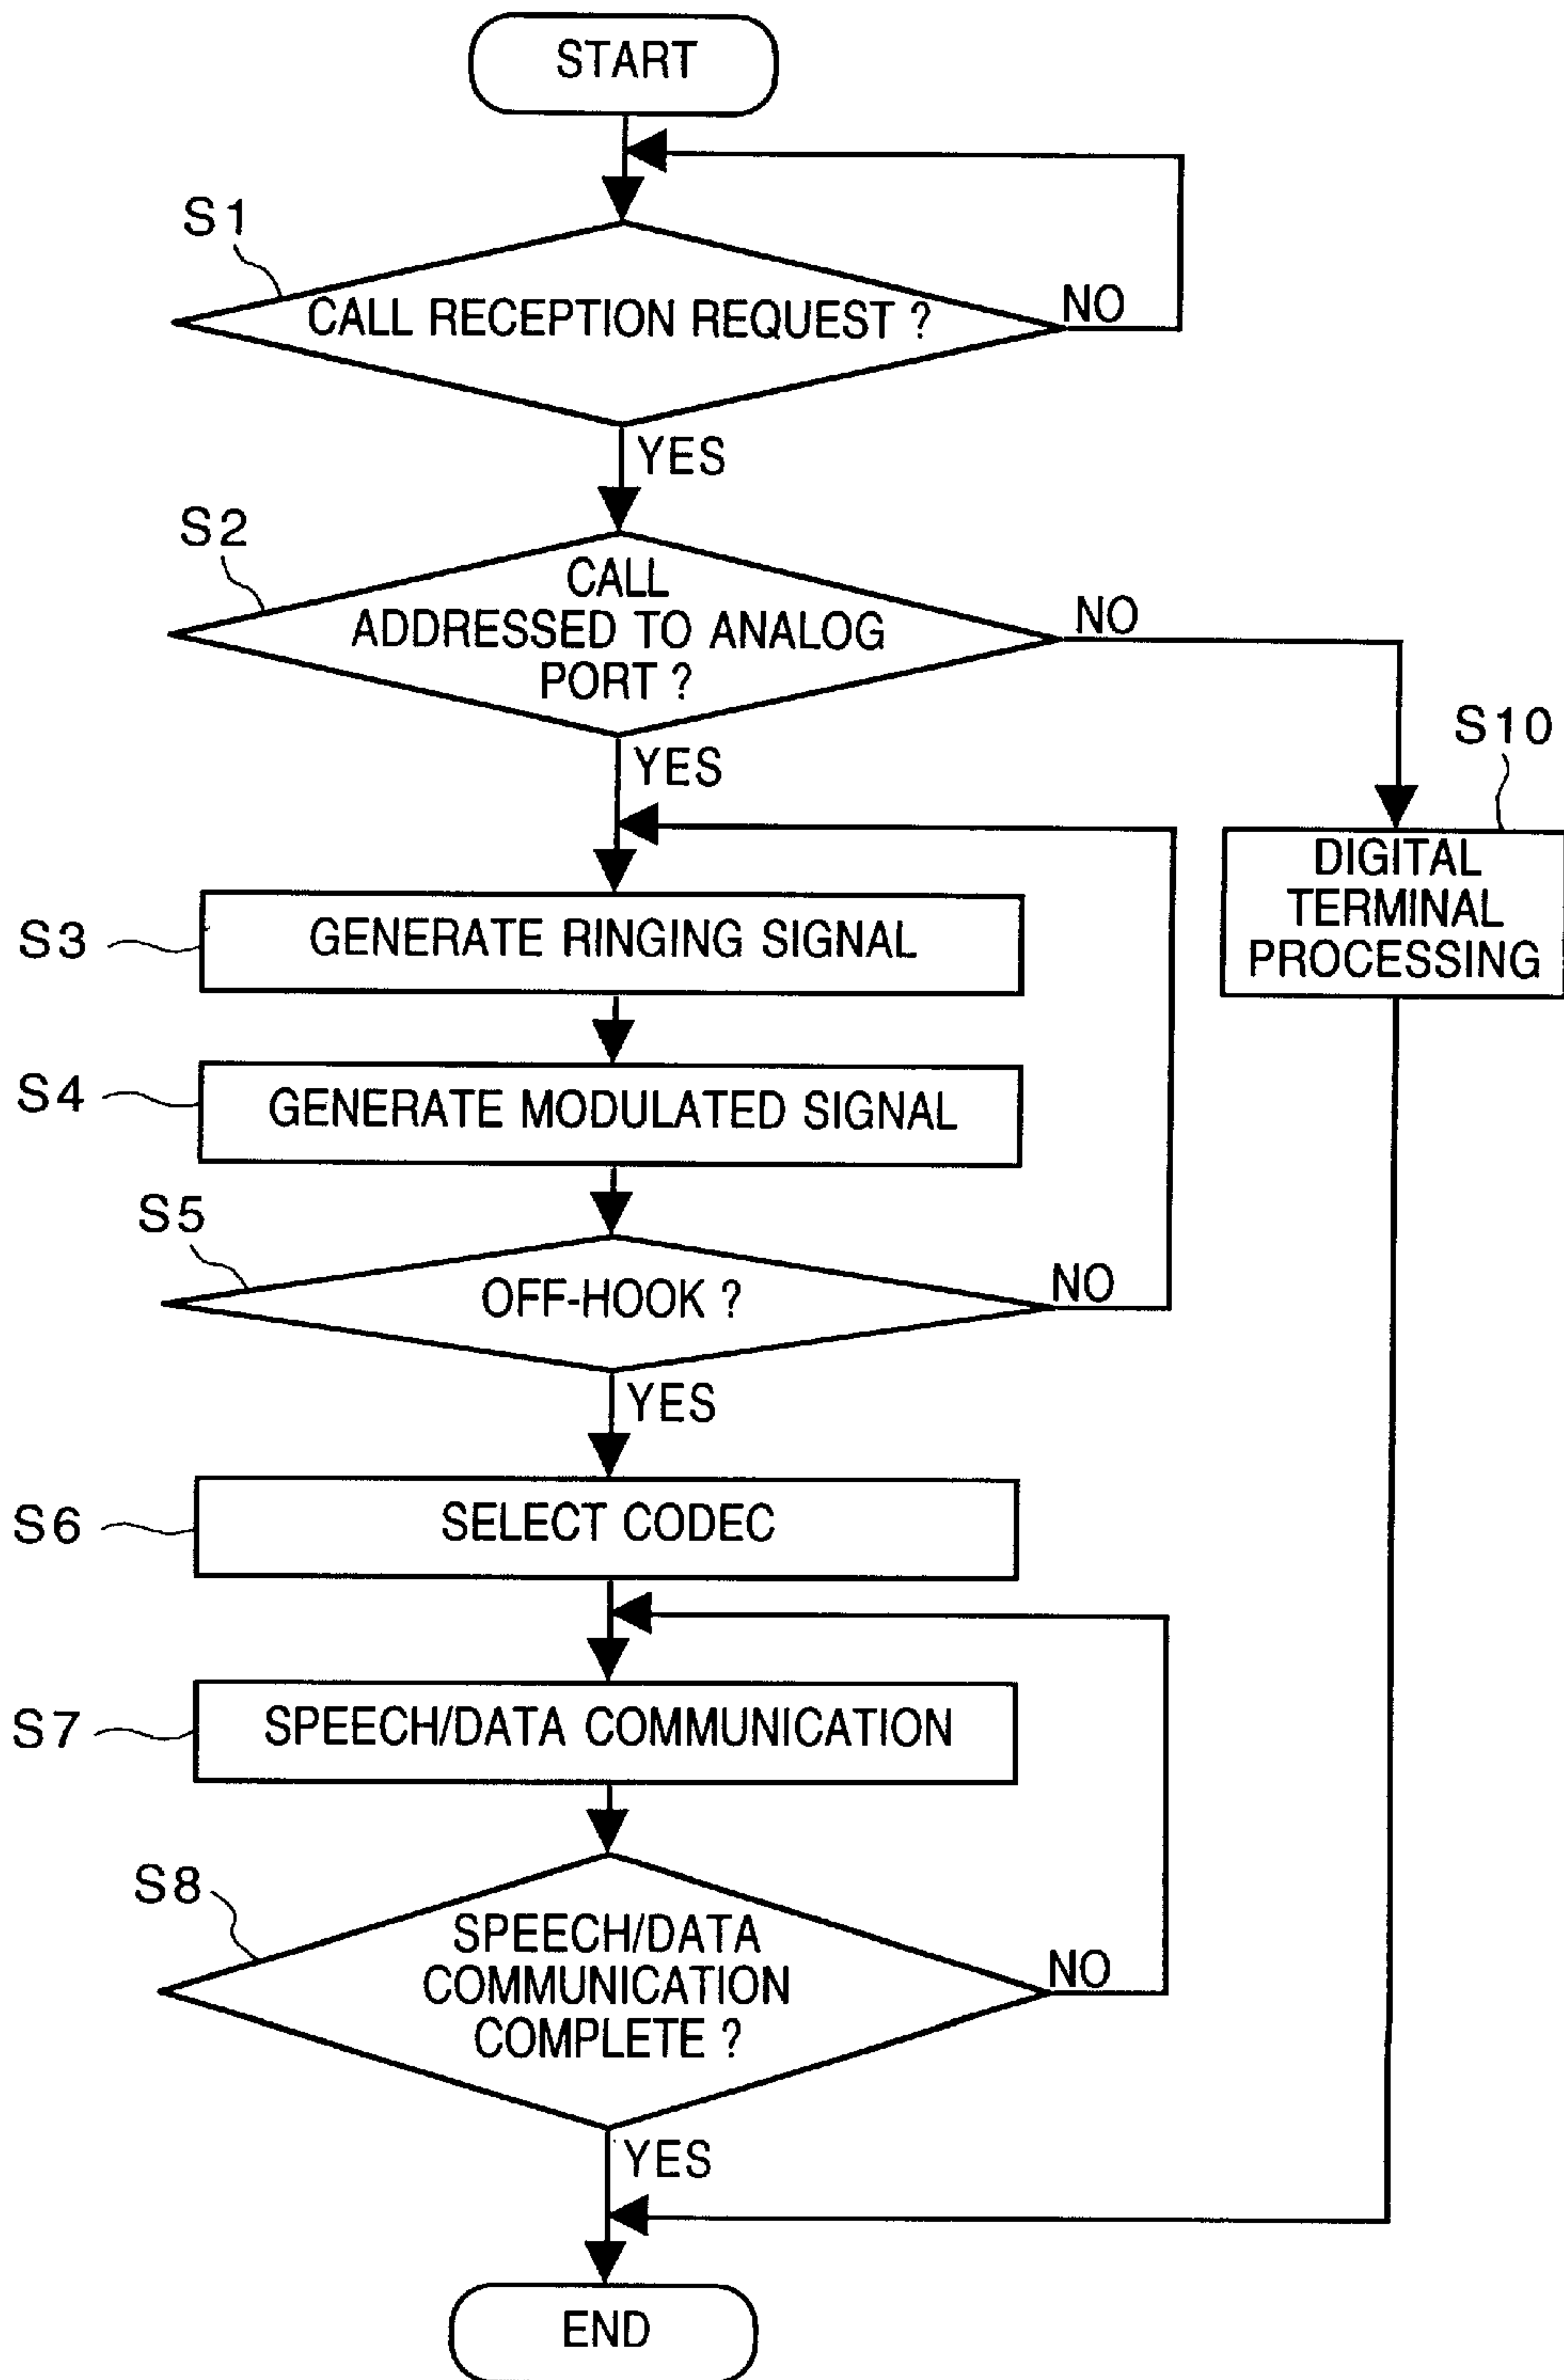 START
S1
CALL RECEPTION REQUEST ?
NO
YES
S2
CALL
ADDRESSED TO ANALOG
PORT ?
NO
YES
S10
DIGITAL
TERMINAL
PROCESSING
S3
GENERATE RINGING SIGNAL
S4
GENERATE MODULATED SIGNAL
S5
OFF-HOOK ?
NO
YES
S6
SELECT CODEC
S7
SPEECH/DATA COMMUNICATION
S8
SPEECH/DATA
COMMUNICATION
COMPLETE ?
NO
YES
END